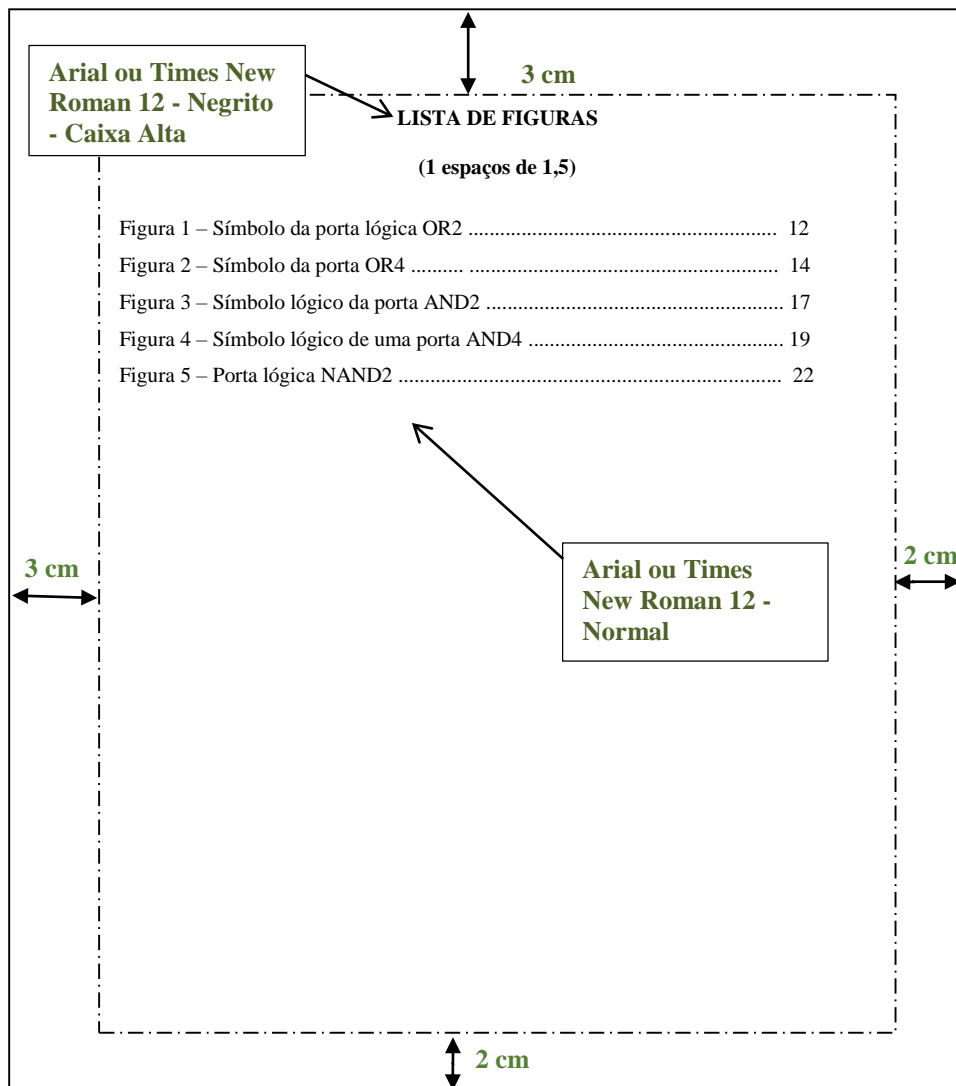 Arial ou Times New
Roman 12 - Negrito
- Caixa Alta
3 cm
LISTA DE FIGURAS
(1 espaços de 1,5)
Figura 1 – Símbolo da porta lógica OR2 .......................................................... 12
Figura 2 – Símbolo da porta OR4 .......... .......................................................... 14
Figura 3 – Símbolo lógico da porta AND2 ......................................................... 17
Figura 4 – Símbolo lógico de uma porta AND4 ................................................ 19
Figura 5 – Porta lógica NAND2 ........................................................................ 22
3 cm
Arial ou Times
New Roman 12 -
Normal
2 cm
2 cm